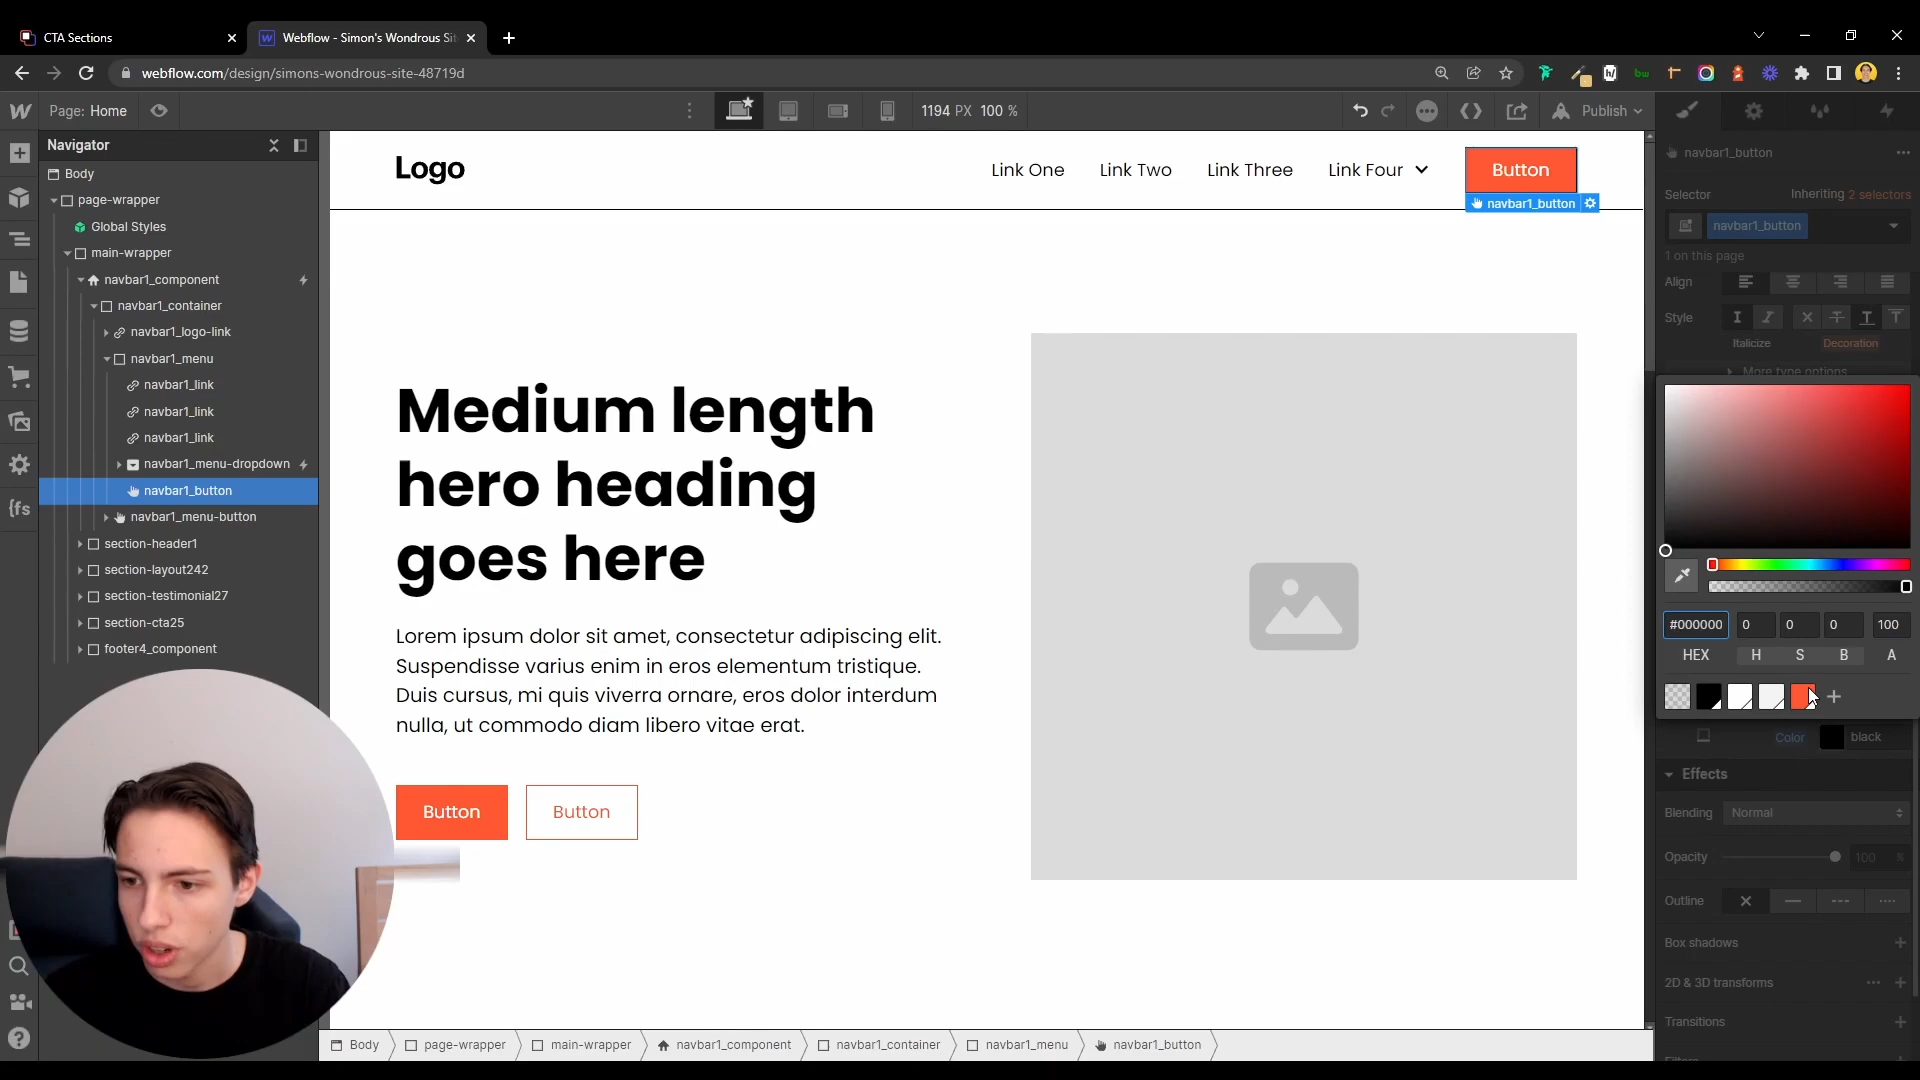 CTA Sections
Webflow - Simon's Wondrous Sit
webflow.com/design/simons-wondrous-site-48719d
Page: Home
1194 PX 100 %
Publish
Navigator
Body
page-wrapper
Global Styles
main-wrapper
navbar1_component
navbar1_container
navbar1_logo-link
navbar1_menu
navbar1_link
navbar1_link
navbar1_link
navbar1_menu-dropdown
navbar1_button
navbar1_menu-button
section-header1
section-layout242
section-testimonial27
section-cta25
footer4_component
Logo
Link One
Link Two
Link Three
Link Four
Button
navbar1_button
Medium length
hero heading
goes here
Lorem ipsum dolor sit amet, consectetur adipiscing elit.
Suspendisse varius enim in eros elementum tristique.
Duis cursus, mi quis viverra ornare, eros dolor interdum
nulla, ut commodo diam libero vitae erat.
Button
Button
navbar1_button
Selector
Inheriting 2 selectors
navbar1_button
1 on this page
Align
Style
Italicize
Decoration
More type options
#000000
0
0
0
100
HEX
H
S
B
A
Color
black
Effects
Blending
Normal
Opacity
100
%
Outline
Box shadows
2D & 3D transforms
Transitions
Body
page-wrapper
main-wrapper
navbar1_component
navbar1_container
navbar1_menu
navbar1_button